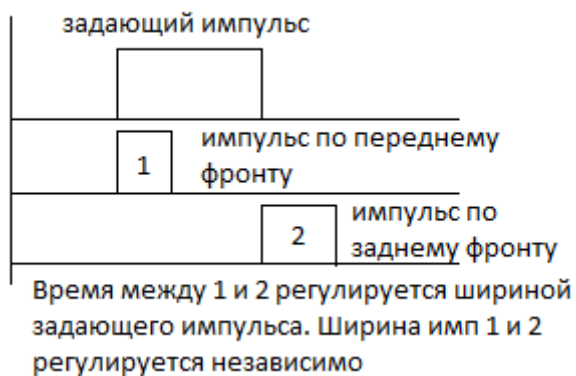 задающий импульс
1
импульс по переднему
фронту
2
импульс по
заднему фронту
Время между 1 и 2 регулируется шириной
задающего импульса. Ширина имп 1 и 2
регулируется независимо